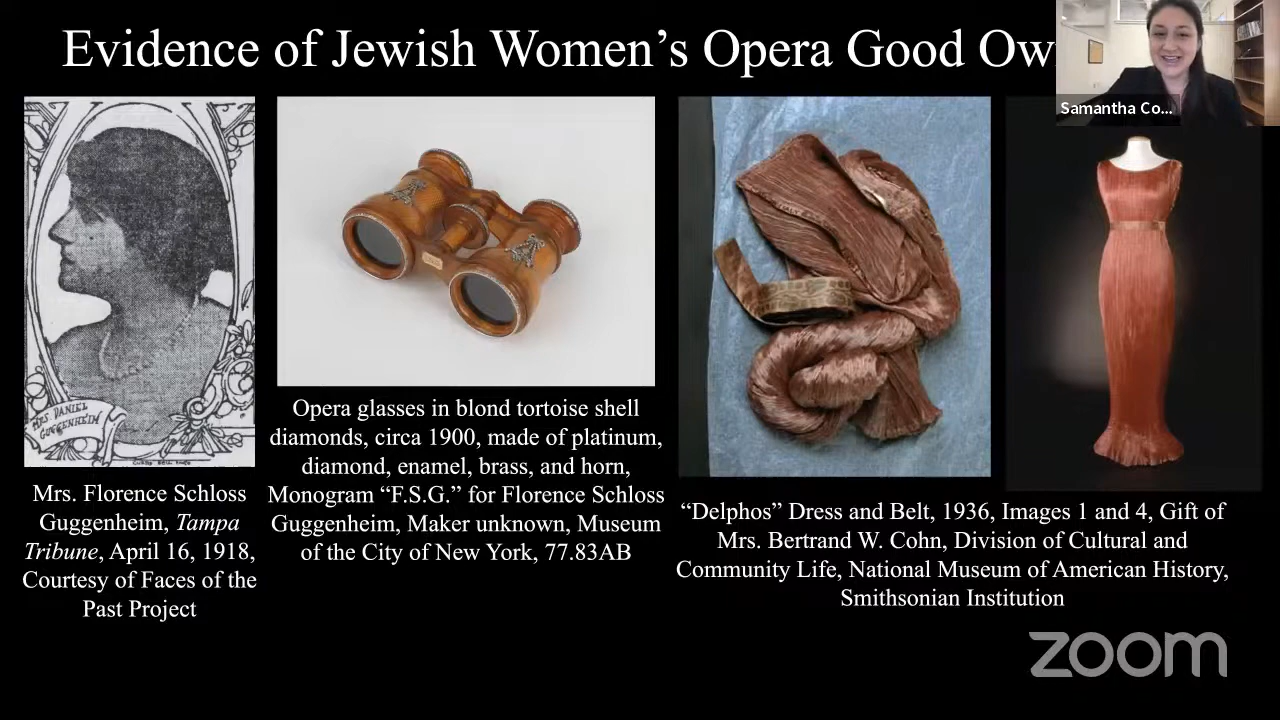 Evidence of Jewish Women’s Opera Good Ow
Samantha Co...
MRS. DANIEL
GUGGENHEIM
Mrs. Florence Schloss
Guggenheim, Tampa
Tribune, April 16, 1918,
Courtesy of Faces of the
Past Project
Opera glasses in blond tortoise shell
diamonds, circa 1900, made of platinum,
diamond, enamel, brass, and horn,
Monogram “F.S.G.” for Florence Schloss
Guggenheim, Maker unknown, Museum
of the City of New York, 77.83AB
“Delphos” Dress and Belt, 1936, Images 1 and 4, Gift of
Mrs. Bertrand W. Cohn, Division of Cultural and
Community Life, National Museum of American History,
Smithsonian Institution
zoom